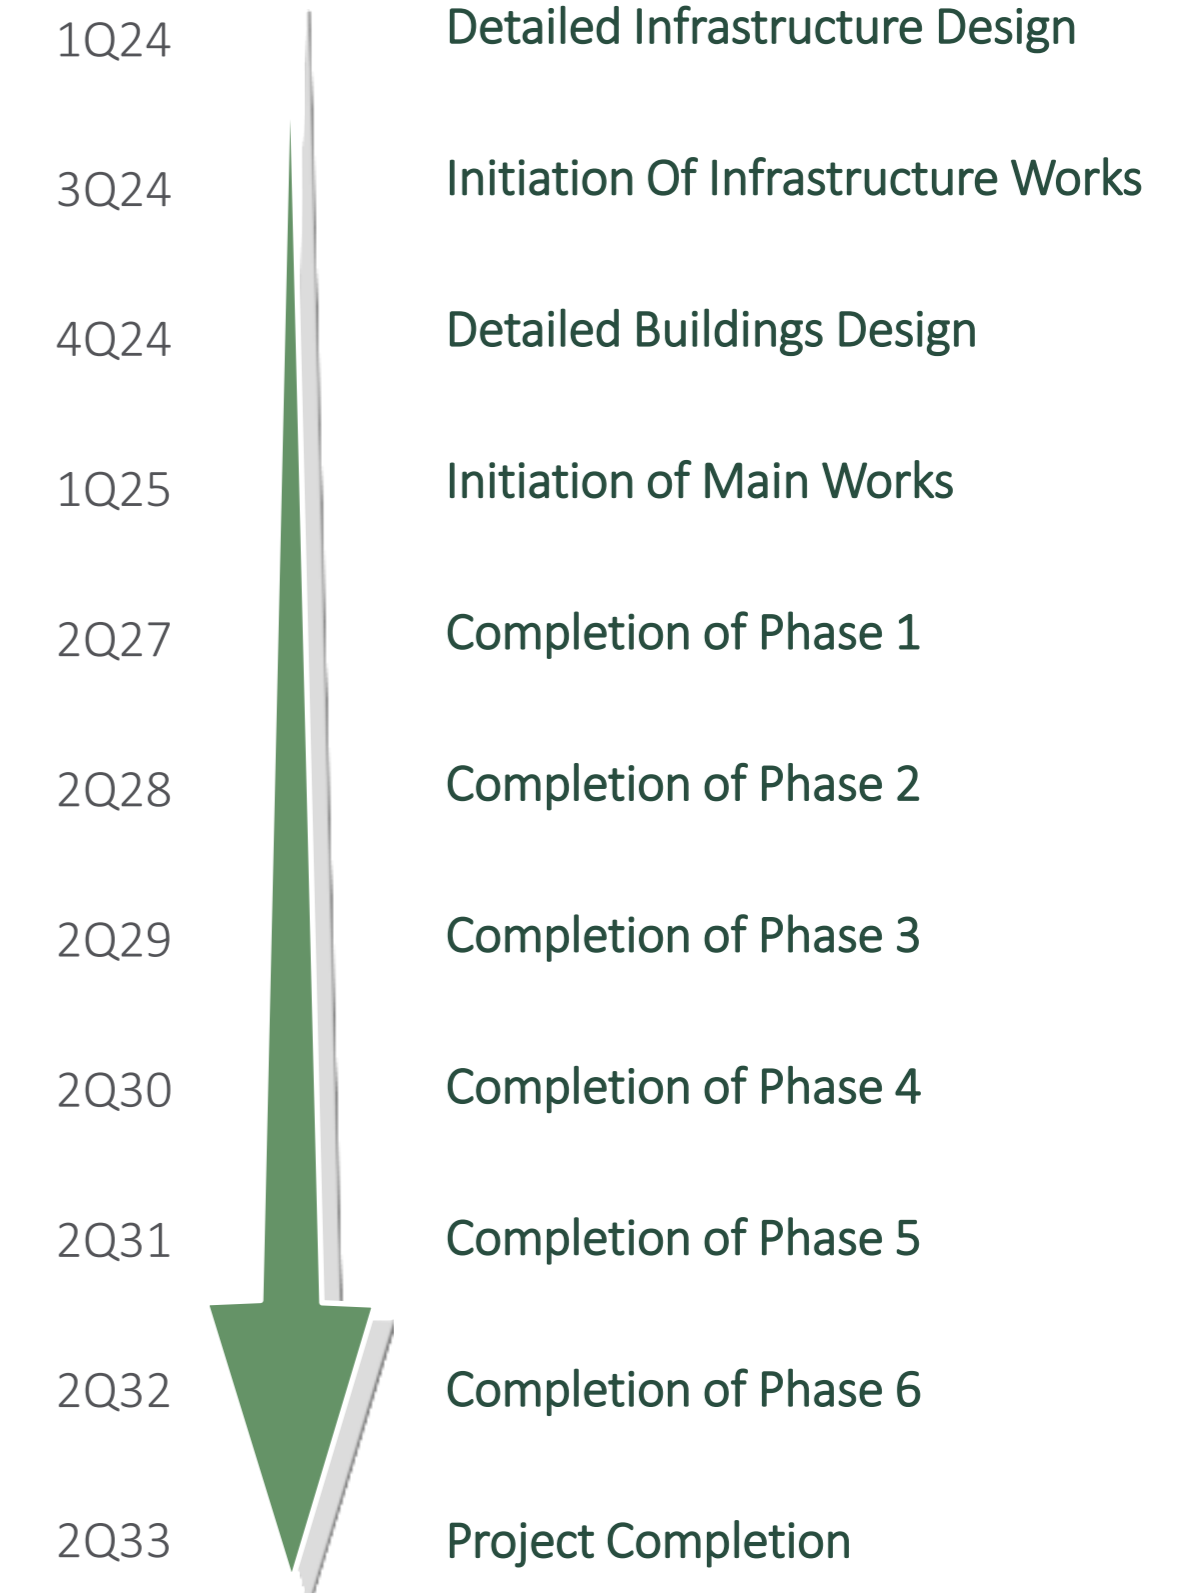 1Q24 Detailed Infrastructure Design
3Q24 Initiation Of Infrastructure Works
4Q24 Detailed Buildings Design
1Q25 Initiation of Main Works
2Q27 Completion of Phase 1
2Q28 Completion of Phase 2
2Q29 Completion of Phase 3
2Q30 Completion of Phase 4
2Q31 Completion of Phase 5
2Q32 Completion of Phase 6
2Q33 Project Completion